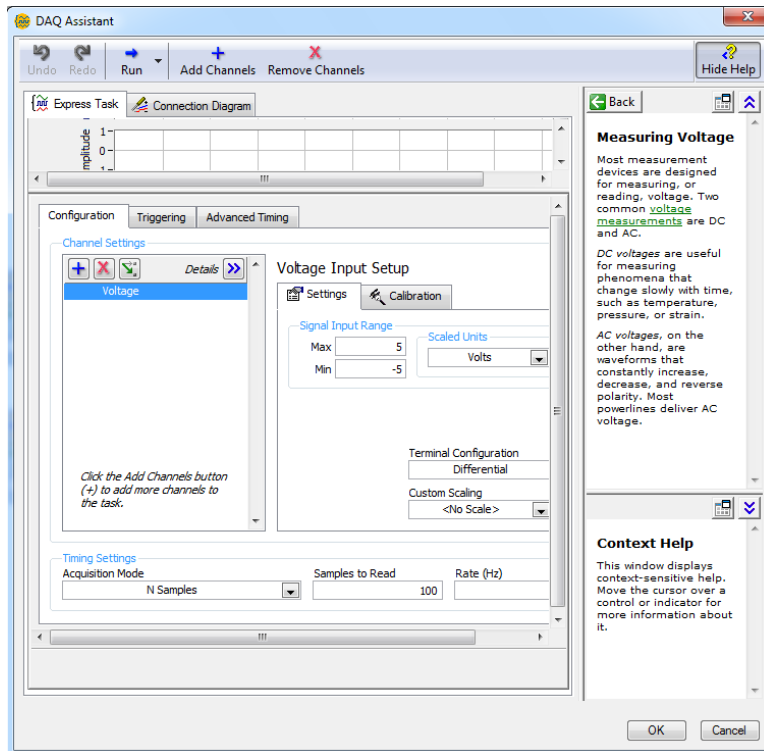 DAQ Assistant
Undo Redo Run Add Channels Remove Channels Hide Help
Express Task Connection Diagram
Back
mplitude
1-
0-
Measuring Voltage
Most measurement
devices are designed
for measuring, or
reading, voltage. Two
common voltage
measurements are DC
and AC.
DC voltages are useful
for measuring
phenomena that
change slowly with time,
such as temperature,
pressure, or strain.
AC voltages, on the
other hand, are
waveforms that
constantly increase,
decrease, and reverse
polarity. Most
powerlines deliver AC
voltage.
Configuration Triggering Advanced Timing
Channel Settings
Details
Voltage
Click the Add Channels button
(+) to add more channels to
the task.
Voltage Input Setup
Settings Calibration
Signal Input Range
Max 5
Min -5
Scaled Units
Volts
Terminal Configuration
Differential
Custom Scaling
<No Scale>
Timing Settings
Acquisition Mode Samples to Read Rate (Hz)
N Samples 100
Context Help
This window displays
context-sensitive help.
Move the cursor over a
control or indicator for
more information about
it.
OK Cancel